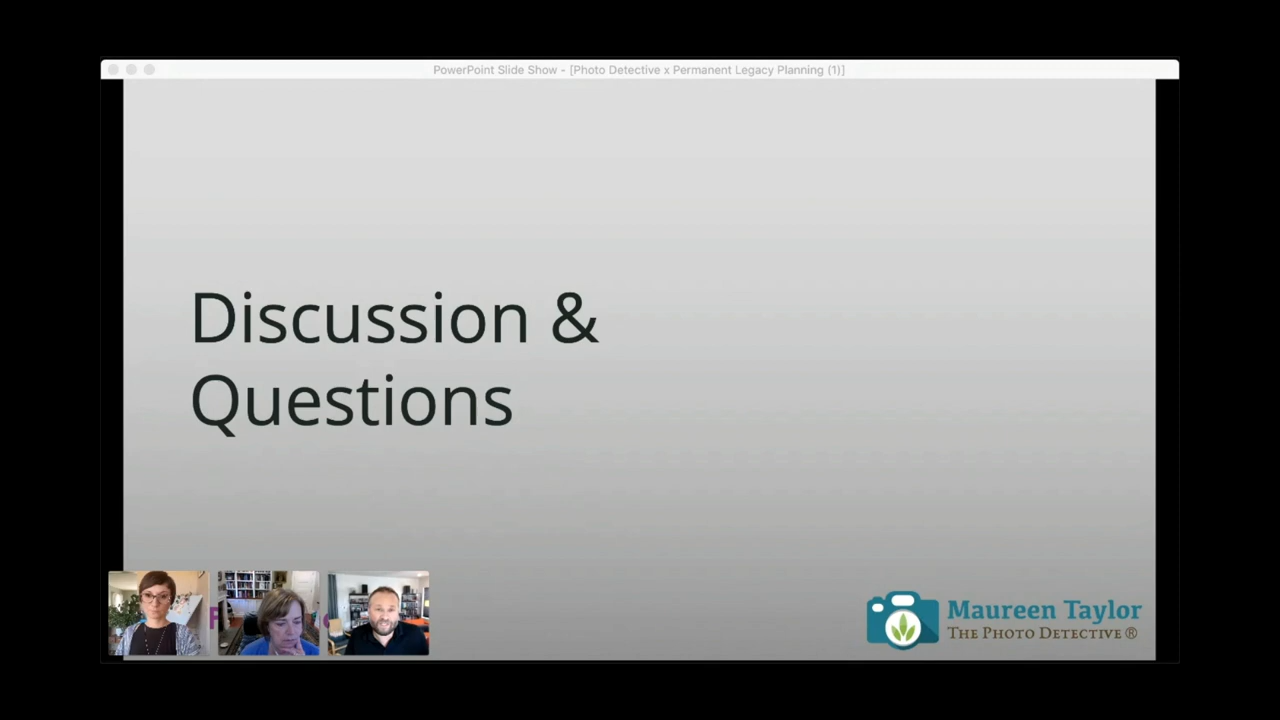 PowerPoint Slide Show - [Photo Detective x Permanent Legacy Planning (1)]
Discussion &
Questions
Maureen Taylor
THE PHOTO DETECTIVE ®